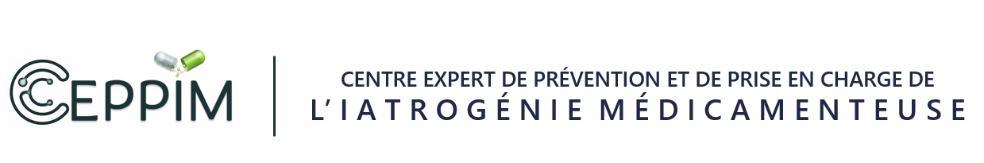 CEPPIM
CENTRE EXPERT DE PRÉVENTION ET DE PRISE EN CHARGE DE
L'IATROGÉNIE MÉDICAMENTEUSE